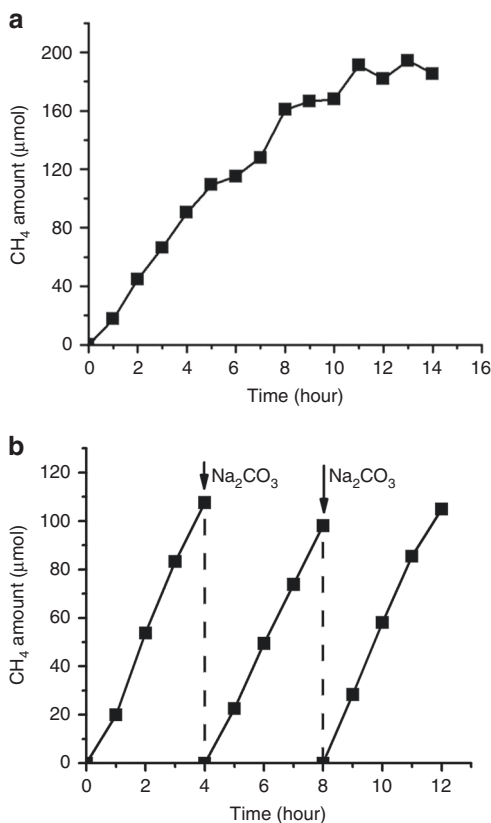 a
CH₄ amount (μmol)
200
160
120
80
40
0
0 2 4 6 8 10 12 14 16
Time (hour)
b
CH₄ amount (μmol)
Na₂CO₃ Na₂CO₃
120
100
80
60
40
20
0
0 2 4 6 8 10 12
Time (hour)